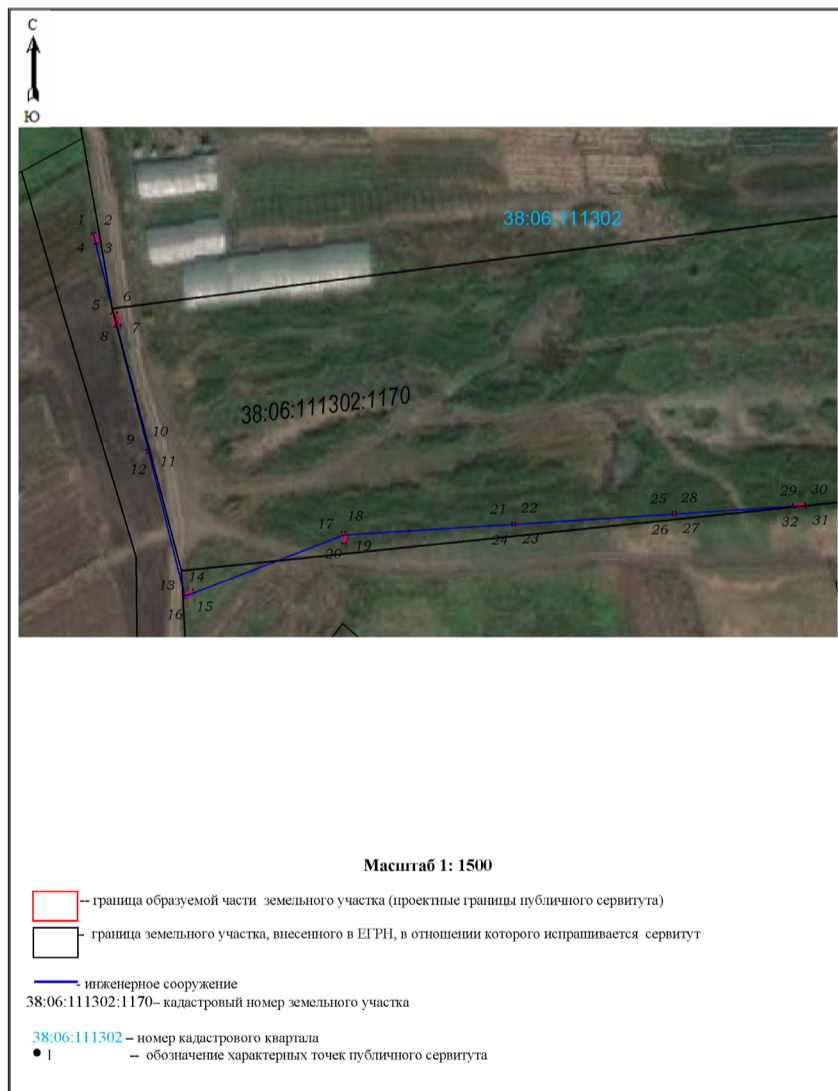 С
Ю
38:06:111302
1 2
4 3
5 6
8 7
38:06:111302:1170
9 10
12 11
13 14
16 15
17 18
20 19
21 22
24 23
25 28
26 27
29 30
32 31
Масштаб 1: 1500
-- граница образуемой части земельного участка (проектные границы публичного сервитута)
- граница земельного участка, внесенного в ЕГРН, в отношении которого испрашивается сервитут
- инженерное сооружение
38:06:111302:1170– кадастровый номер земельного участка
38:06:111302 – номер кадастрового квартала
● 1 -- обозначение характерных точек публичного сервитута